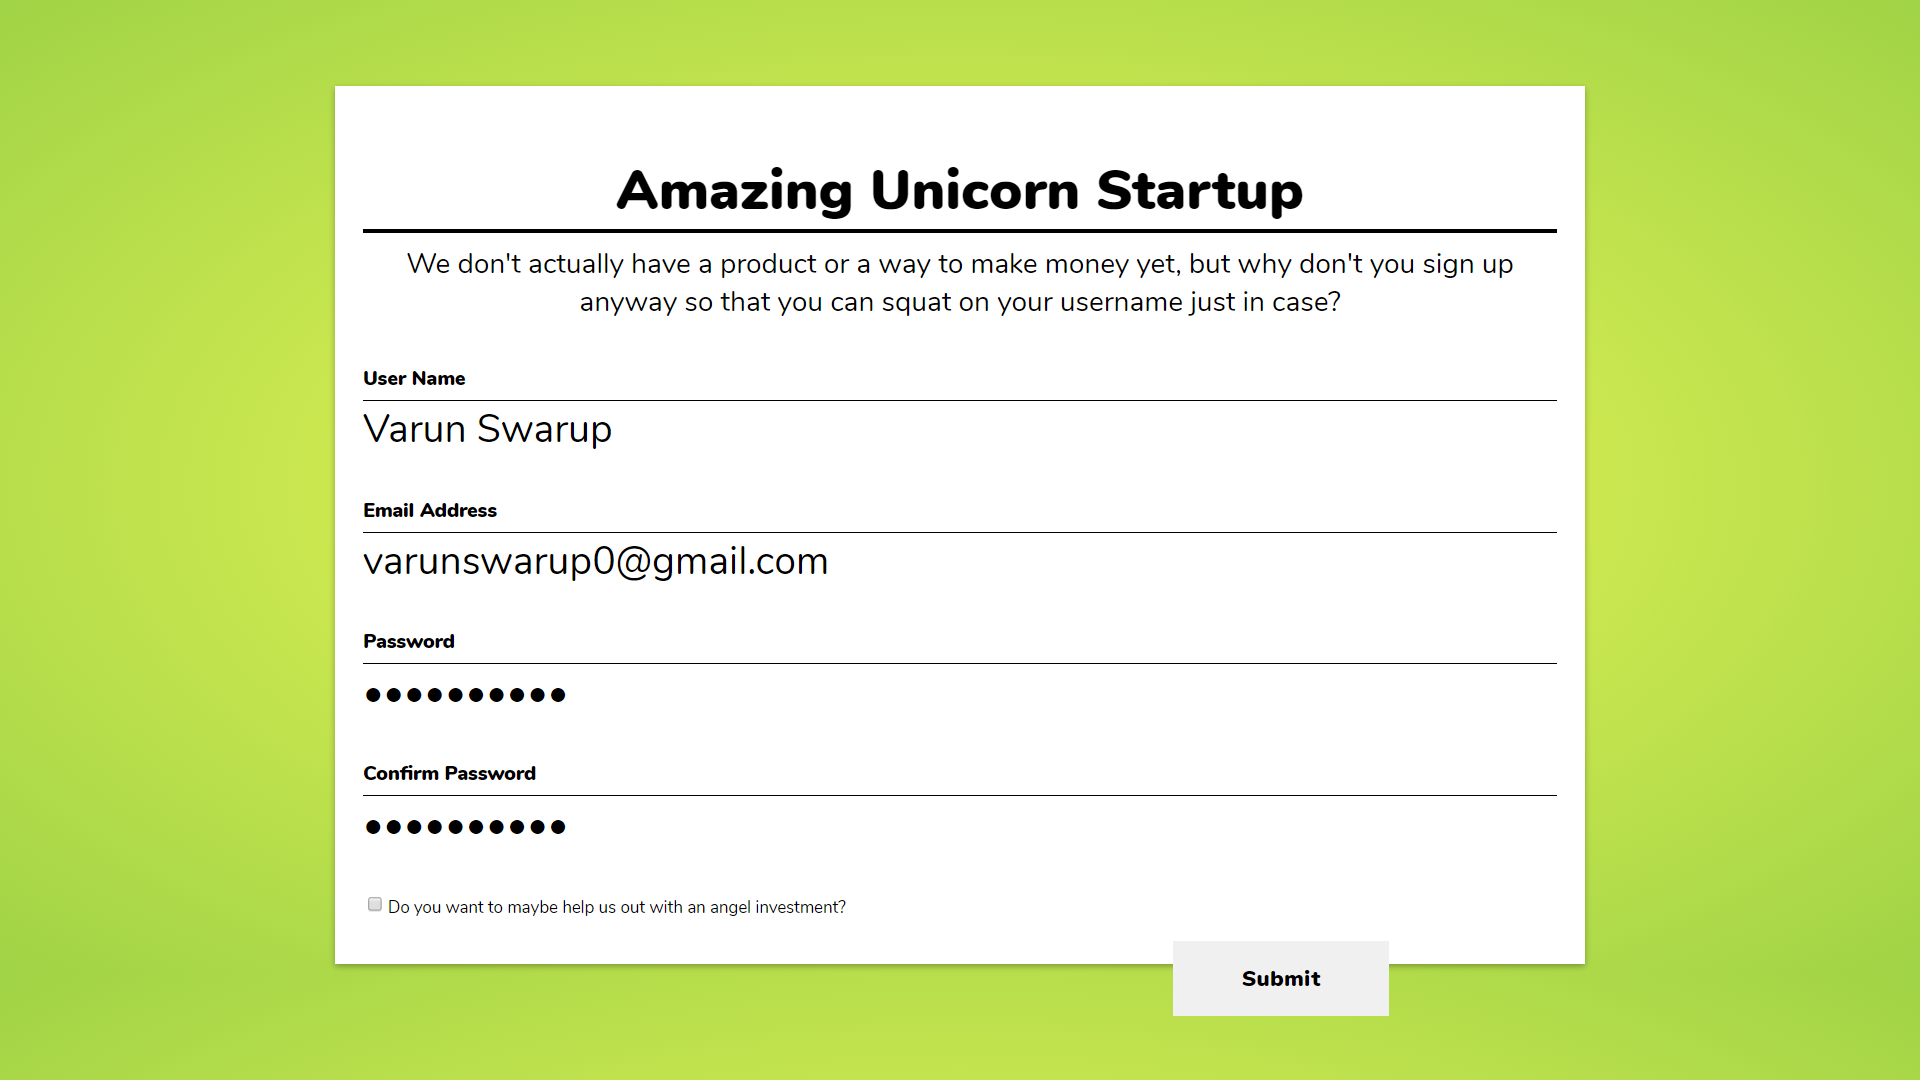 Amazing Unicorn Startup
We don't actually have a product or a way to make money yet, but why don't you sign up
anyway so that you can squat on your username just in case?
User Name
Varun Swarup
Email Address
varunswarup0@gmail.com
Password
●●●●●●●●●●
Confirm Password
●●●●●●●●●●
Do you want to maybe help us out with an angel investment?
Submit